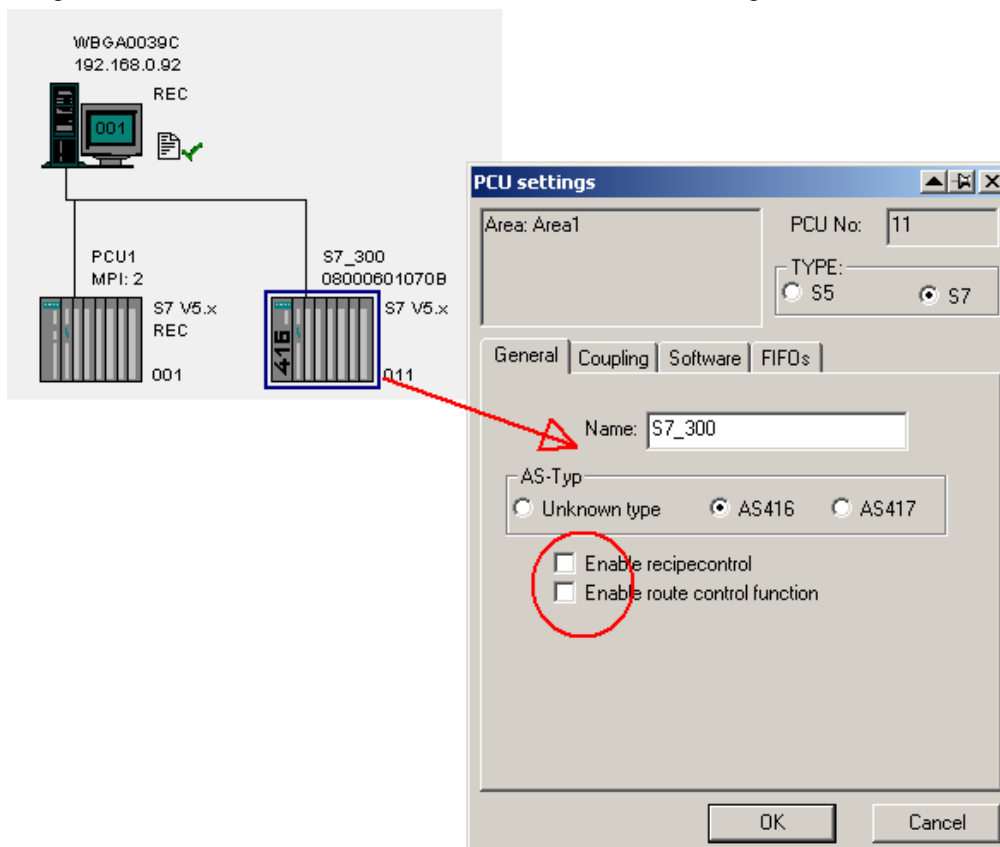 WBGA0039C
192.168.0.92
REC
001
PCU1
MPI: 2
S7 V5.x
REC
001
S7_300
08000601070B
S7 V5.x
416
011
PCU settings
Area: Area1
PCU No: 11
TYPE:
S5 S7
General Coupling Software FIFOs
Name: S7_300
AS-Typ
Unknown type AS416 AS417
Enable recipecontrol
Enable route control function
OK Cancel